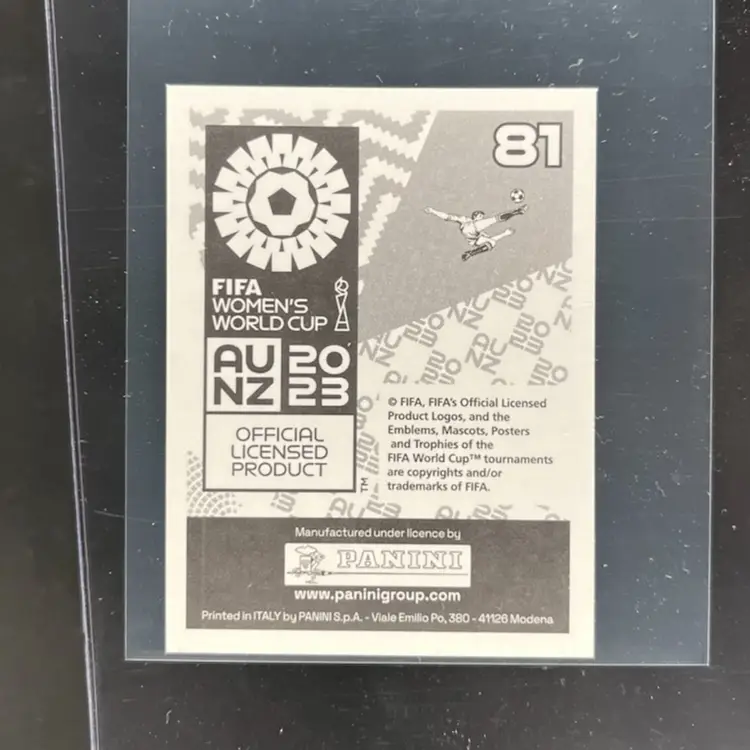 81
FIFA
WOMEN'S
WORLD CUP
AU 20
NZ 23
OFFICIAL
LICENSED
PRODUCT
TM
© FIFA, FIFA's Official Licensed
Product Logos, and the
Emblems, Mascots, Posters
and Trophies of the
FIFA World Cup™ tournaments
are copyrights and/or
trademarks of FIFA.
Manufactured under licence by
PANINI
www.paninigroup.com
Printed in ITALY by PANINI S.p.A. - Viale Emilio Po, 380 - 41126 Modena